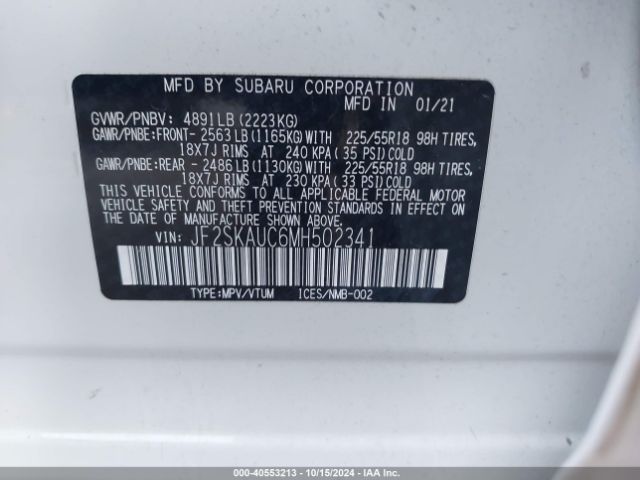 MFD BY SUBARU CORPORATION
MFD IN 01/21
GVWR/PNBV: 4891LB(2223KG)
GAWR/PNBE:FRONT-2563LB(1165KG)WITH 225/55R18 98H TIRES,
18X7J RIMS AT 240 KPA(35 PSI)COLD
GAWR/PNBE:REAR -2486LB(1130KG)WITH 225/55R18 98H TIRES,
18X7J RIMS AT 230 KPA(33 PSI)COLD
THIS VEHICLE CONFORMS TO ALL APPLICABLE FEDERAL MOTOR
VEHICLE SAFETY, BUMPER, AND THEFT PREVENTION STANDARDS IN
EFFECT ON THE DATE OF MANUFACTURE SHOWN ABOVE.
VIN: JF2SKAUC6MH502341
TYPE:MPV/VTUM ICES/NMB-002
000-40553213 - 10/15/2024 - IAA Inc.